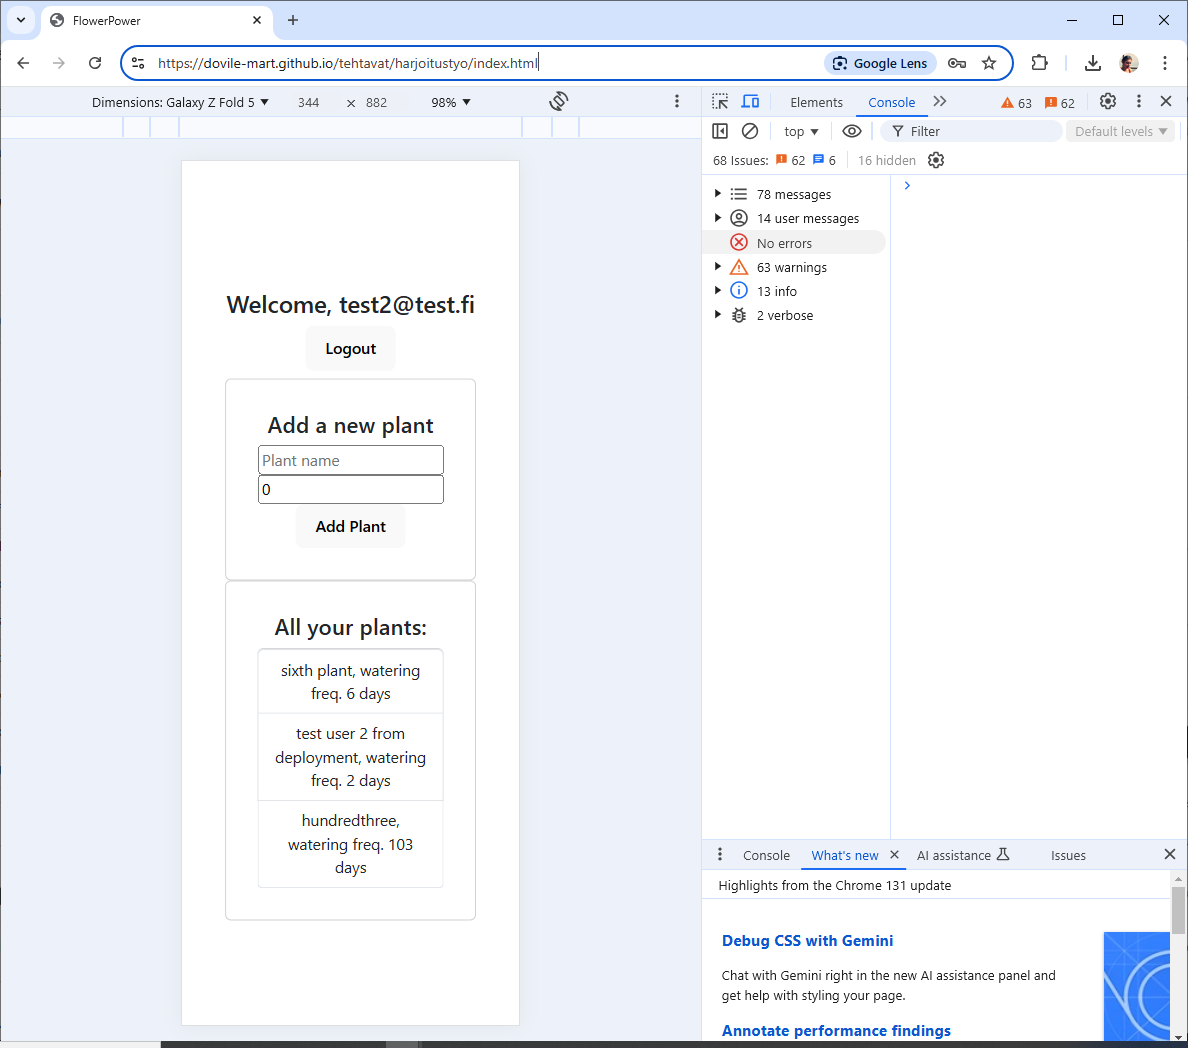 FlowerPower
https://dovile-mart.github.io/tehtavat/harjoitustyo/index.html
Google Lens
Dimensions: Galaxy Z Fold 5
344
×
882
98%
Elements
Console
63
62
top
Filter
Default levels
68 Issues:
62
6
16 hidden
78 messages
14 user messages
No errors
63 warnings
13 info
2 verbose
Welcome, test2@test.fi
Logout
Add a new plant
Plant name
0
Add Plant
All your plants:
sixth plant, watering
freq. 6 days
test user 2 from
deployment, watering
freq. 2 days
hundredthree,
watering freq. 103
days
Console
What's new
AI assistance
Issues
Highlights from the Chrome 131 update
Debug CSS with Gemini
Chat with Gemini right in the new AI assistance panel and
get help with styling your page.
Annotate performance findings